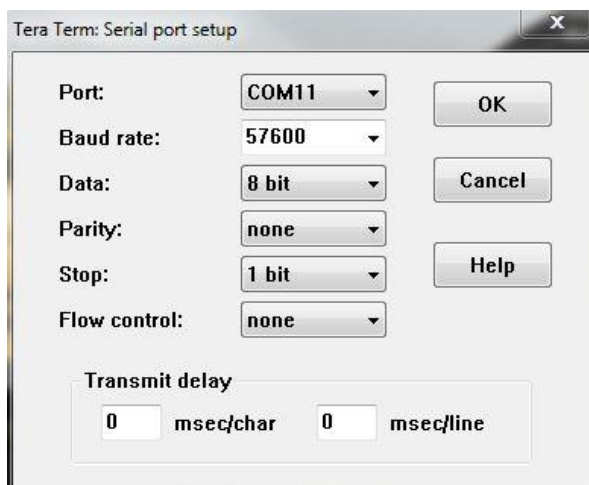 Tera Term: Serial port setup
x
Port: COM11 OK
Baud rate: 57600
Data: 8 bit Cancel
Parity: none
Stop: 1 bit Help
Flow control: none
Transmit delay
0 msec/char 0 msec/line